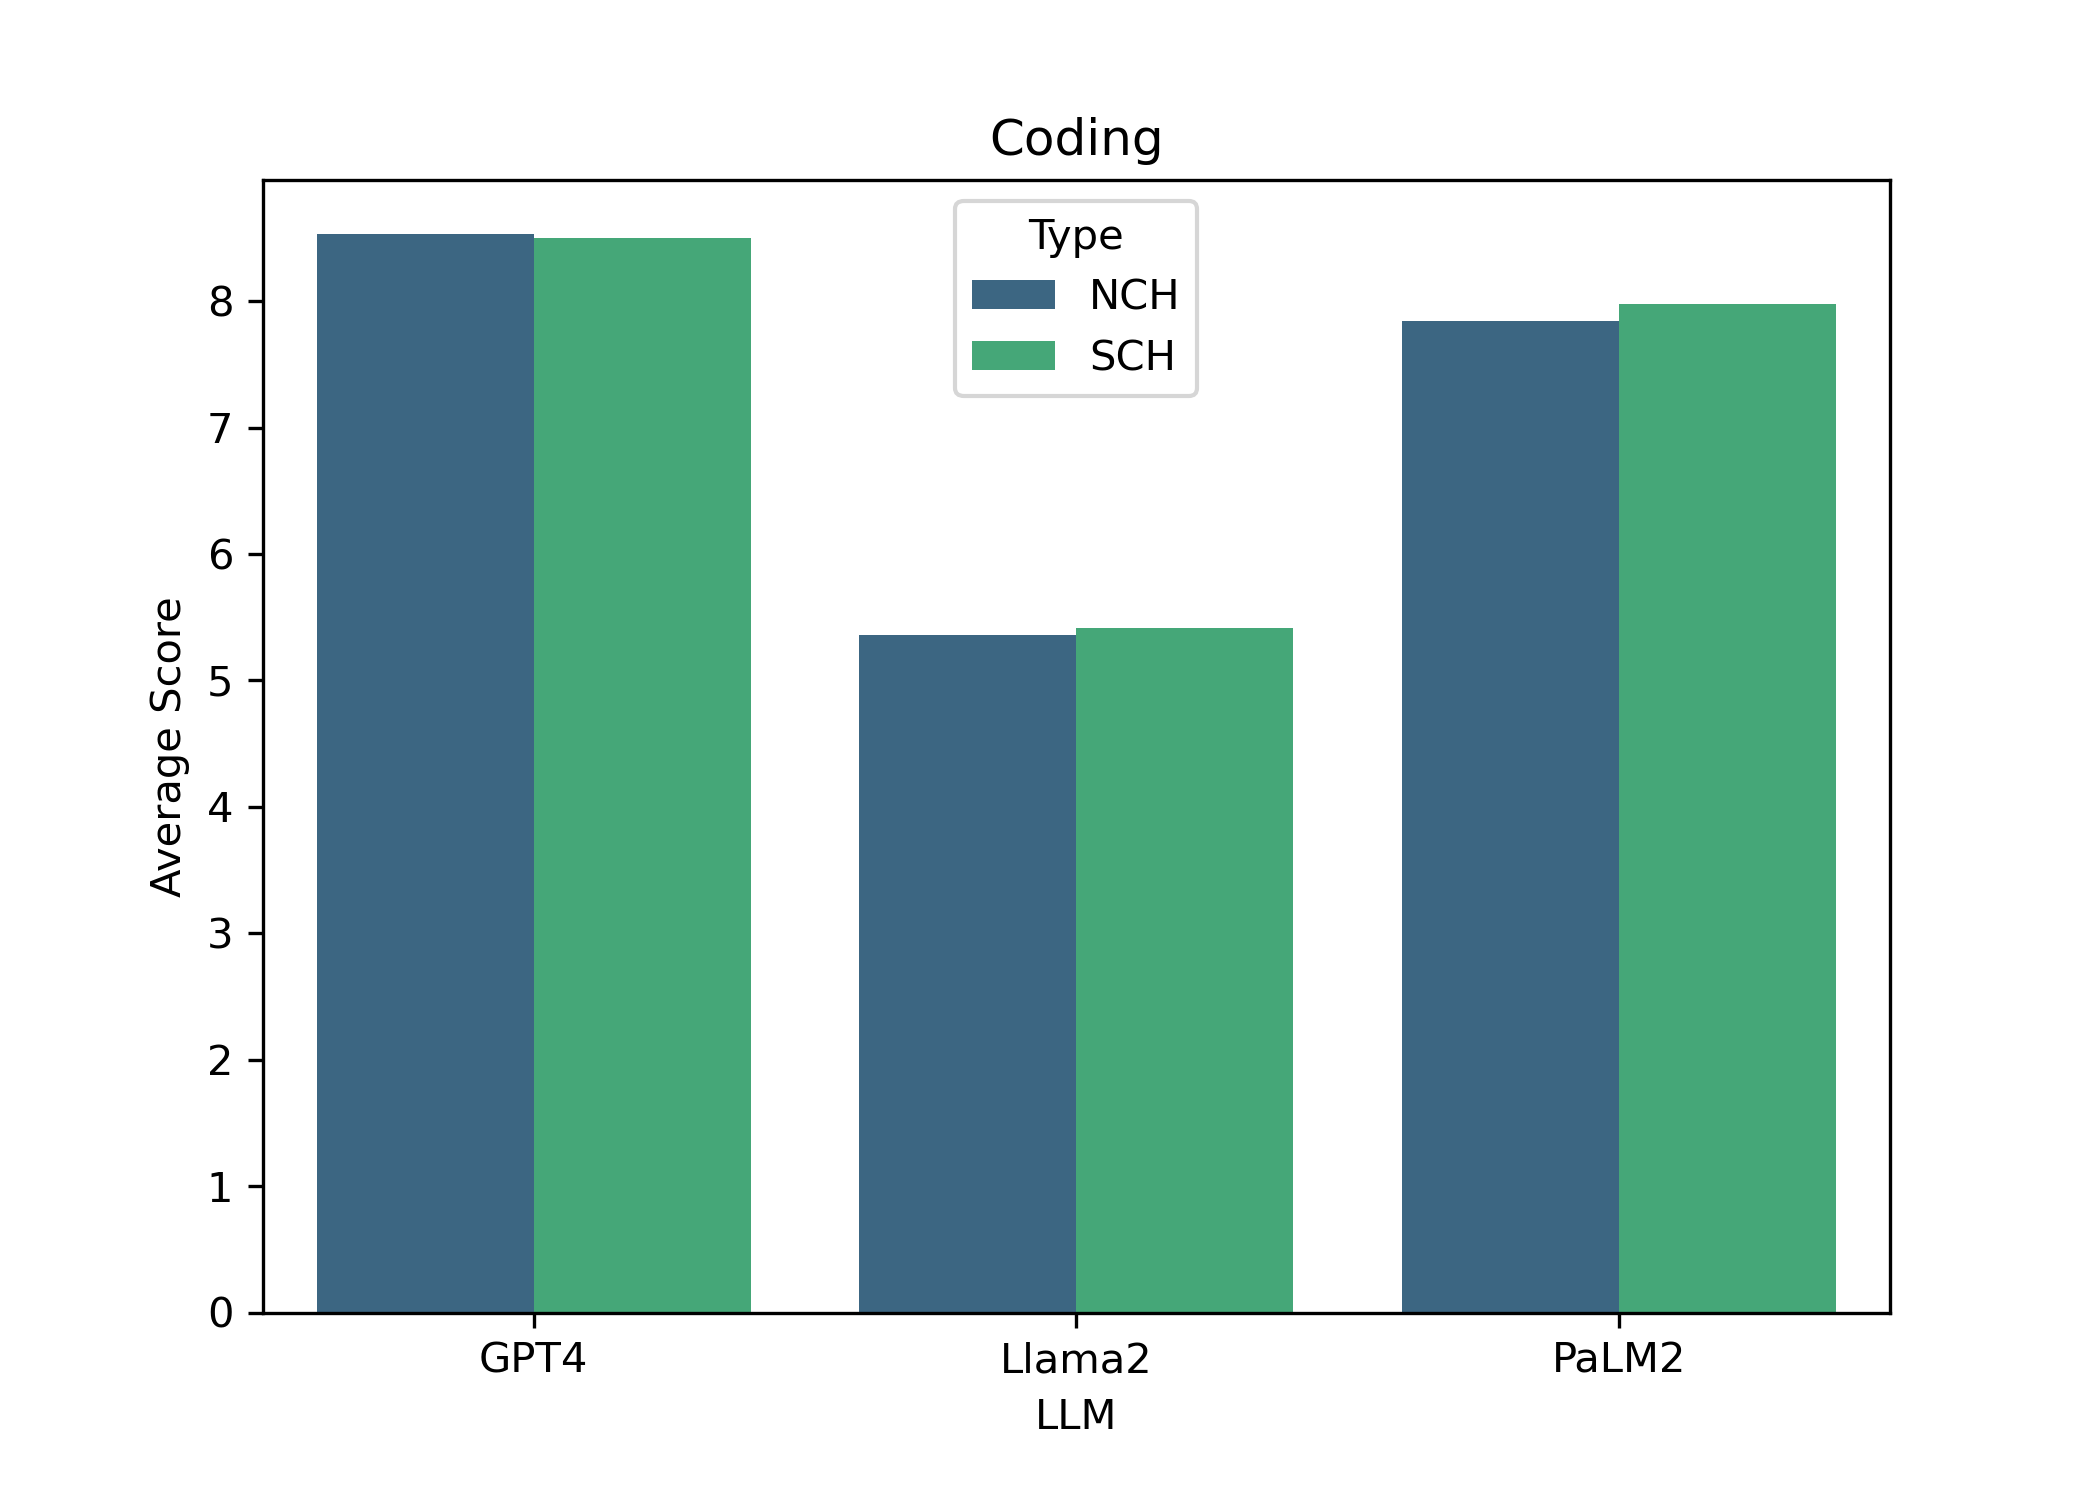 Coding
Type
NCH
SCH
Average Score
8
7
6
5
4
3
2
1
0
GPT4
Llama2
PaLM2
LLM